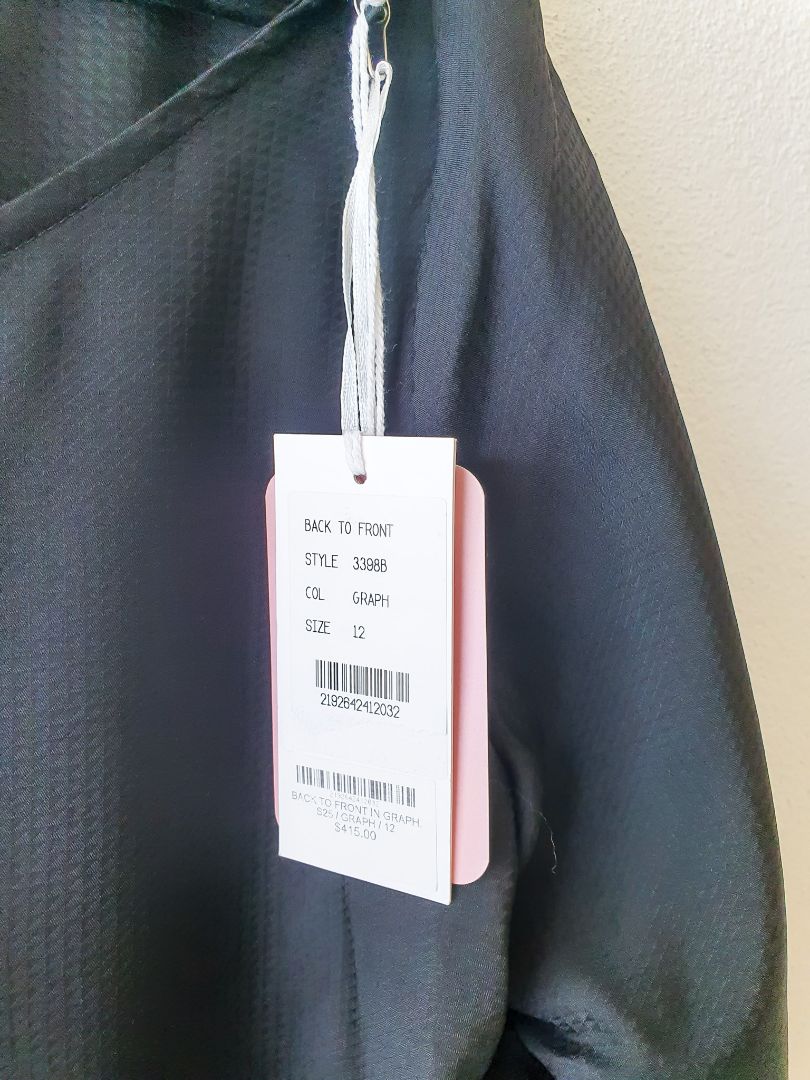 BACK TO FRONT
STYLE 3398B
COL GRAPH
SIZE 12
2192642412032
BACK TO FRONT IN GRAPH.
S25 / GRAPH / 12
$415.00